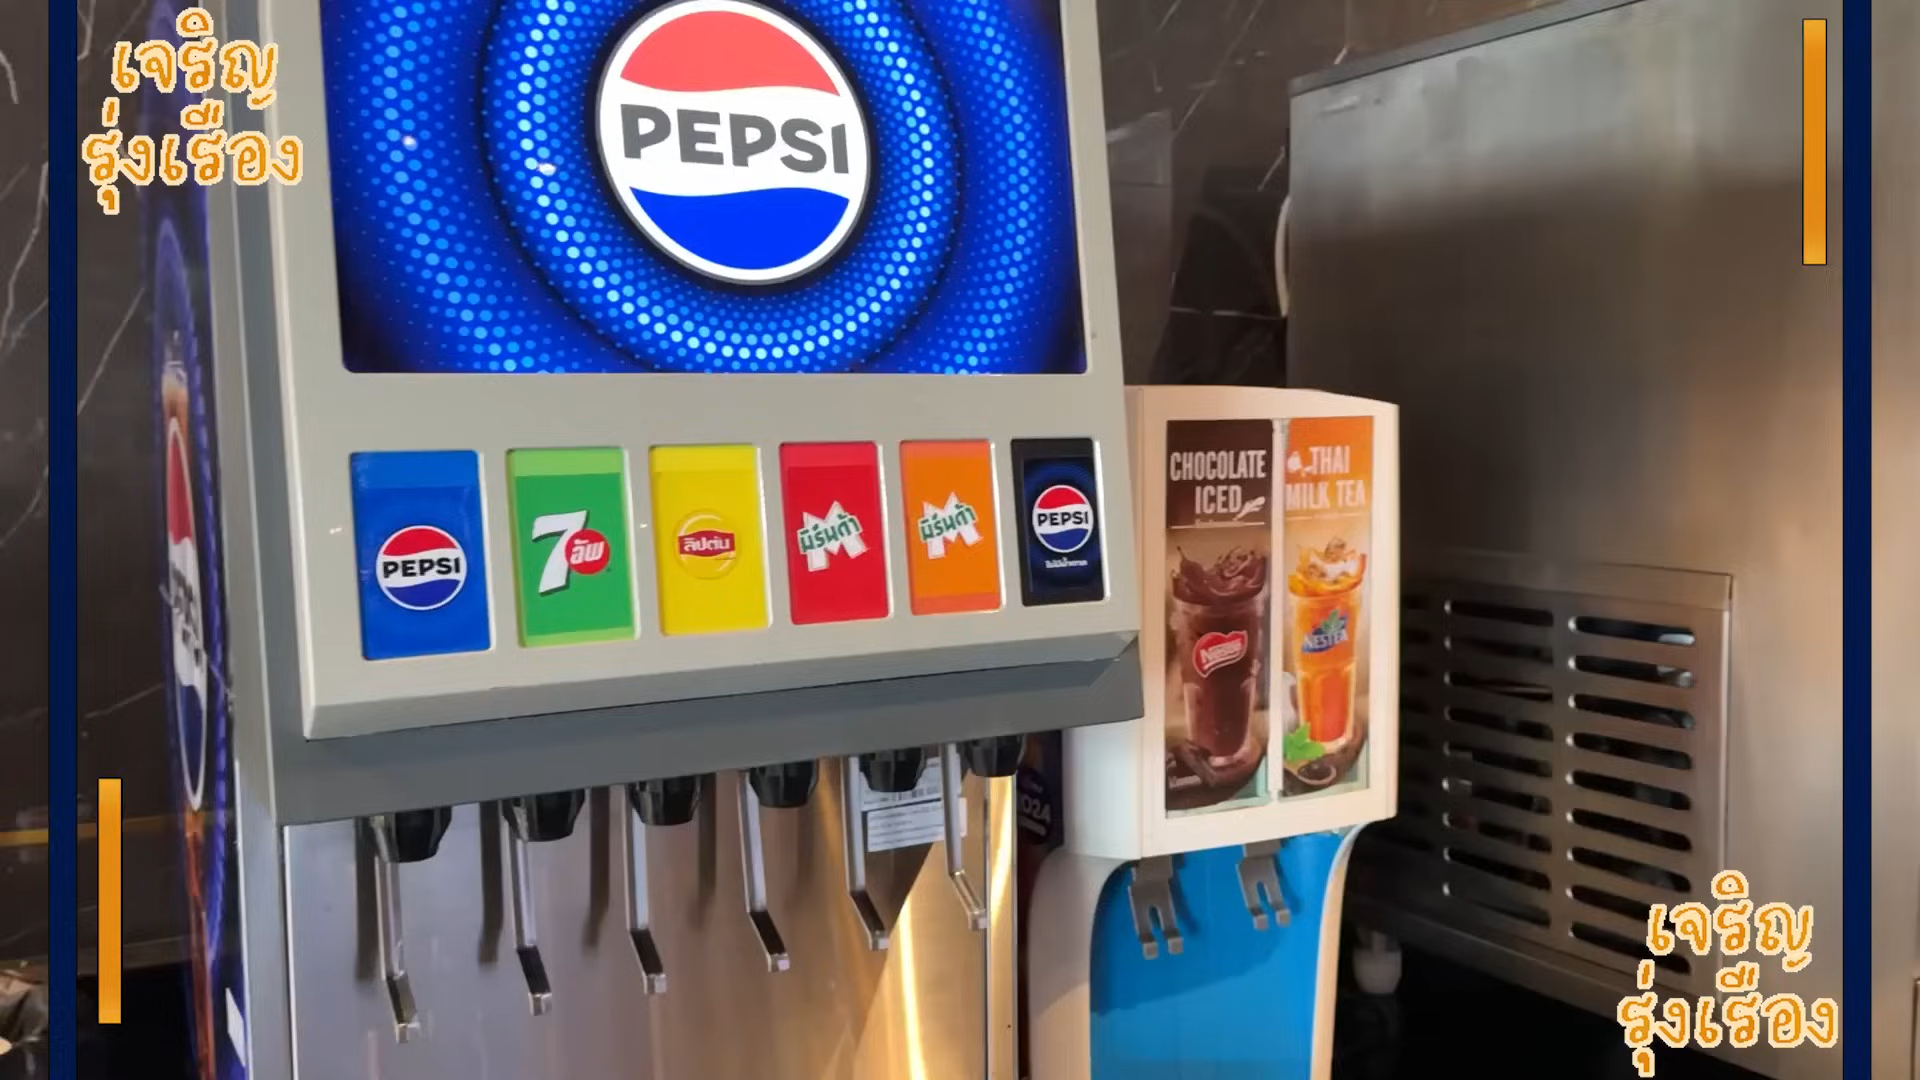 เจริญ
รุ่งเรือง
PEPSI
PEPSI
7อัพ
ลิปตัน
มิรินด้า
มิรินด้า
PEPSI
CHOCOLATE
ICED
THAI
MILK TEA
Nestlé
NESTEA
เจริญ
รุ่งเรือง